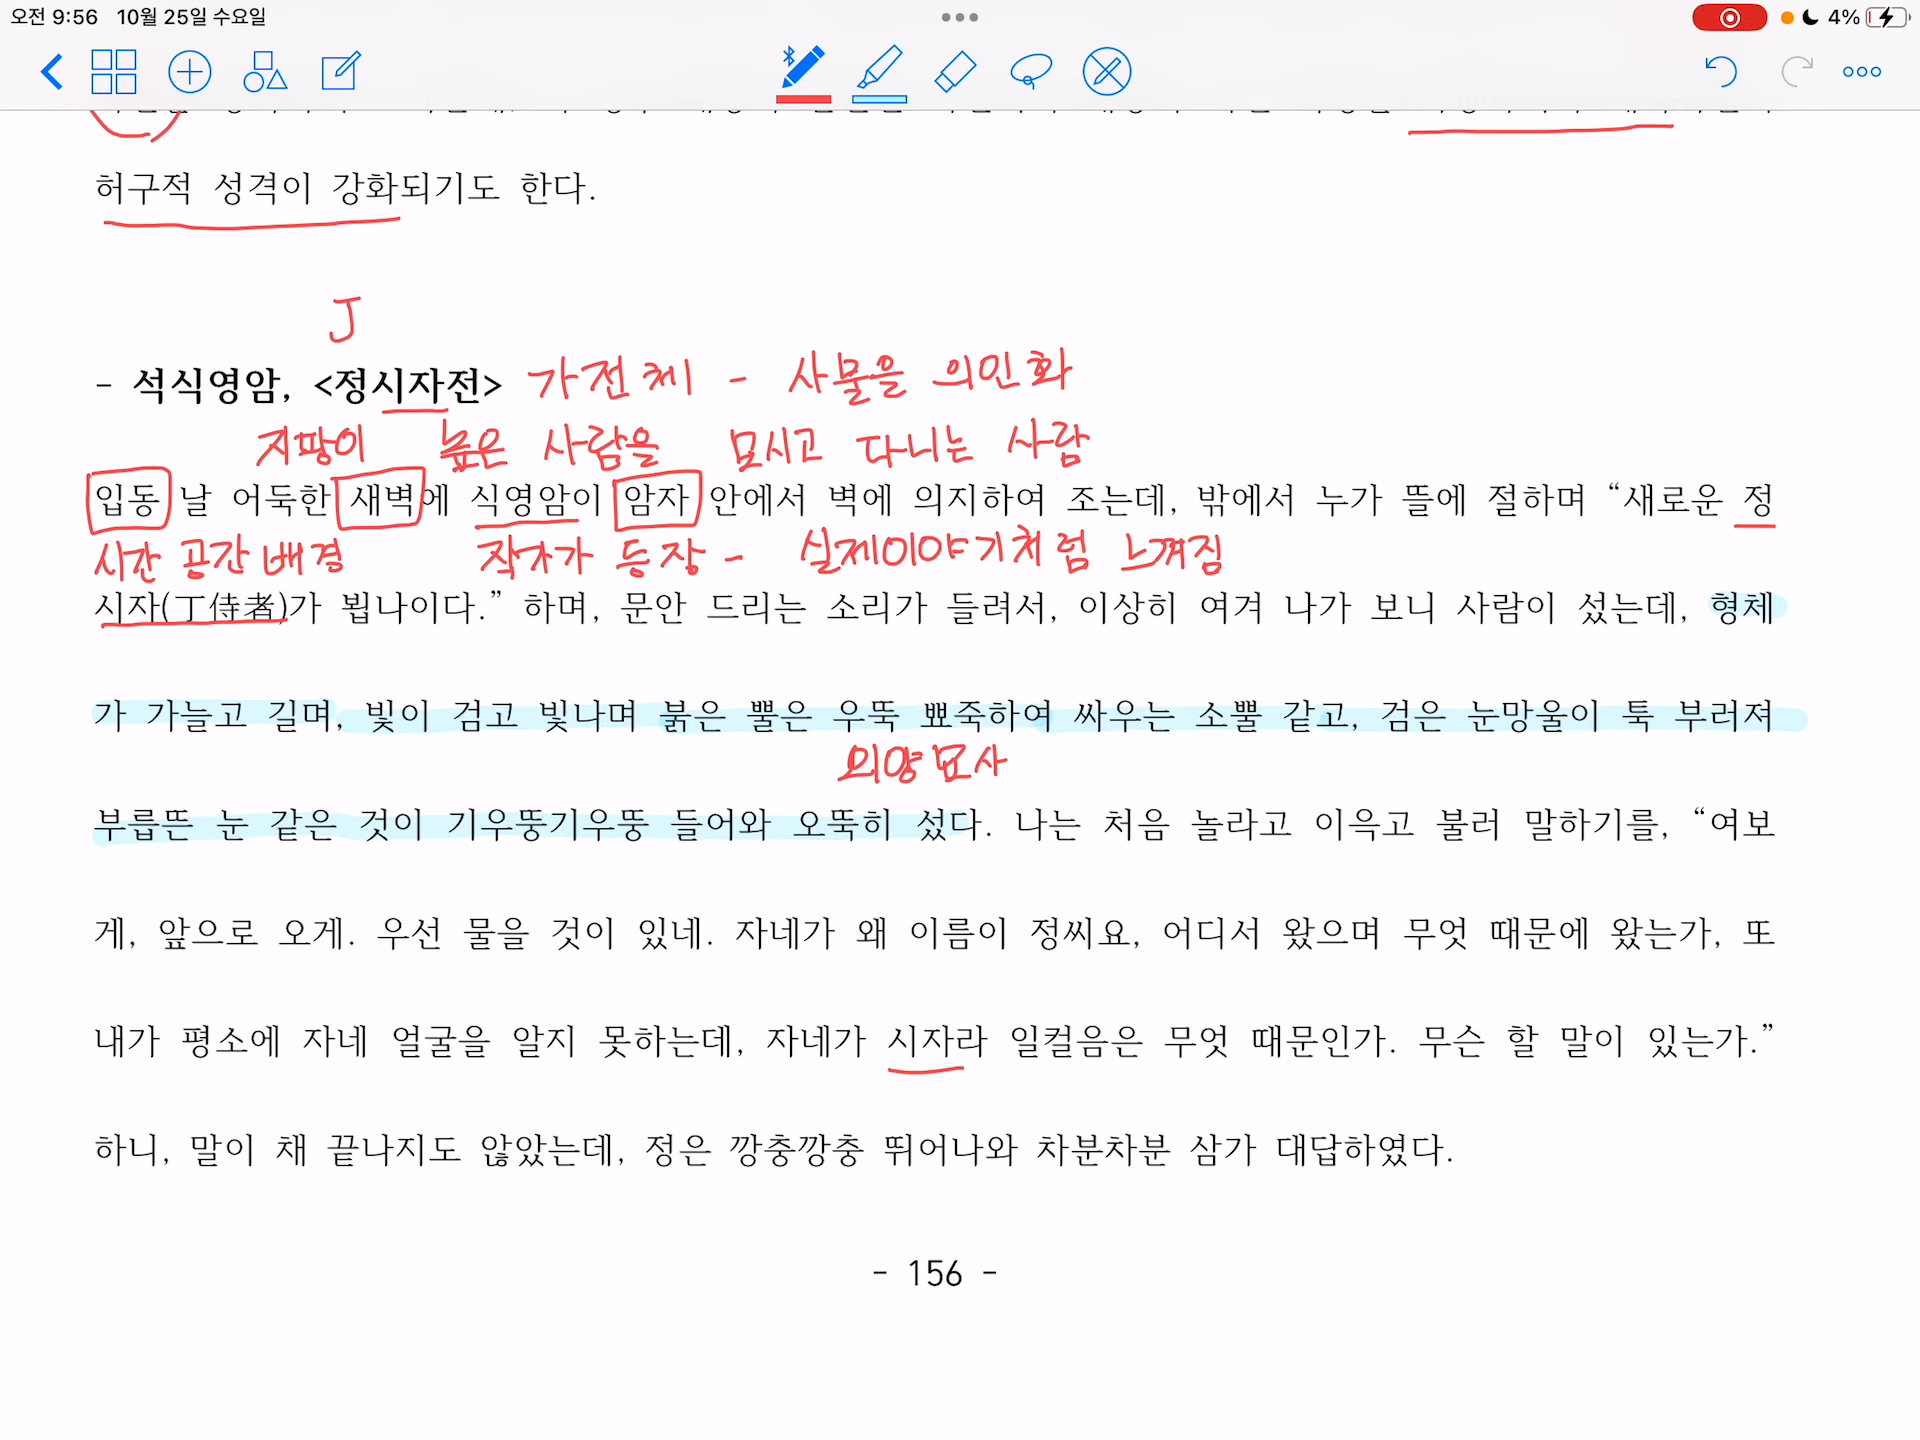 오전 9:56 10월 25일 수요일
4%
허구적 성격이 강화되기도 한다.
J
- 석식영암, <정시자전> 가전체 - 사물을 의인화
지팡이 높은 사람을 모시고 다니는 사람
입동 날 어둑한 새벽에 식영암이 암자 안에서 벽에 의지하여 조는데, 밖에서 누가 뜰에 절하며 “새로운 정
시간 공간 배경 작가가 등장 - 실제이야기처럼 느껴짐
시자(丁侍者)가 뵙나이다.” 하며, 문안 드리는 소리가 들려서, 이상히 여겨 나가 보니 사람이 섰는데, 형체
가 가늘고 길며, 빛이 검고 빛나며 붉은 뿔은 우뚝 뾰죽하여 싸우는 소뿔 같고, 검은 눈망울이 툭 부러져
외양묘사
부릅뜬 눈 같은 것이 기우뚱기우뚱 들어와 오뚝히 섰다. 나는 처음 놀라고 이윽고 불러 말하기를, “여보
게, 앞으로 오게. 우선 물을 것이 있네. 자네가 왜 이름이 정씨요, 어디서 왔으며 무엇 때문에 왔는가, 또
내가 평소에 자네 얼굴을 알지 못하는데, 자네가 시자라 일컬음은 무엇 때문인가. 무슨 할 말이 있는가.”
하니, 말이 채 끝나지도 않았는데, 정은 깡충깡충 뛰어나와 차분차분 삼가 대답하였다.
- 156 -